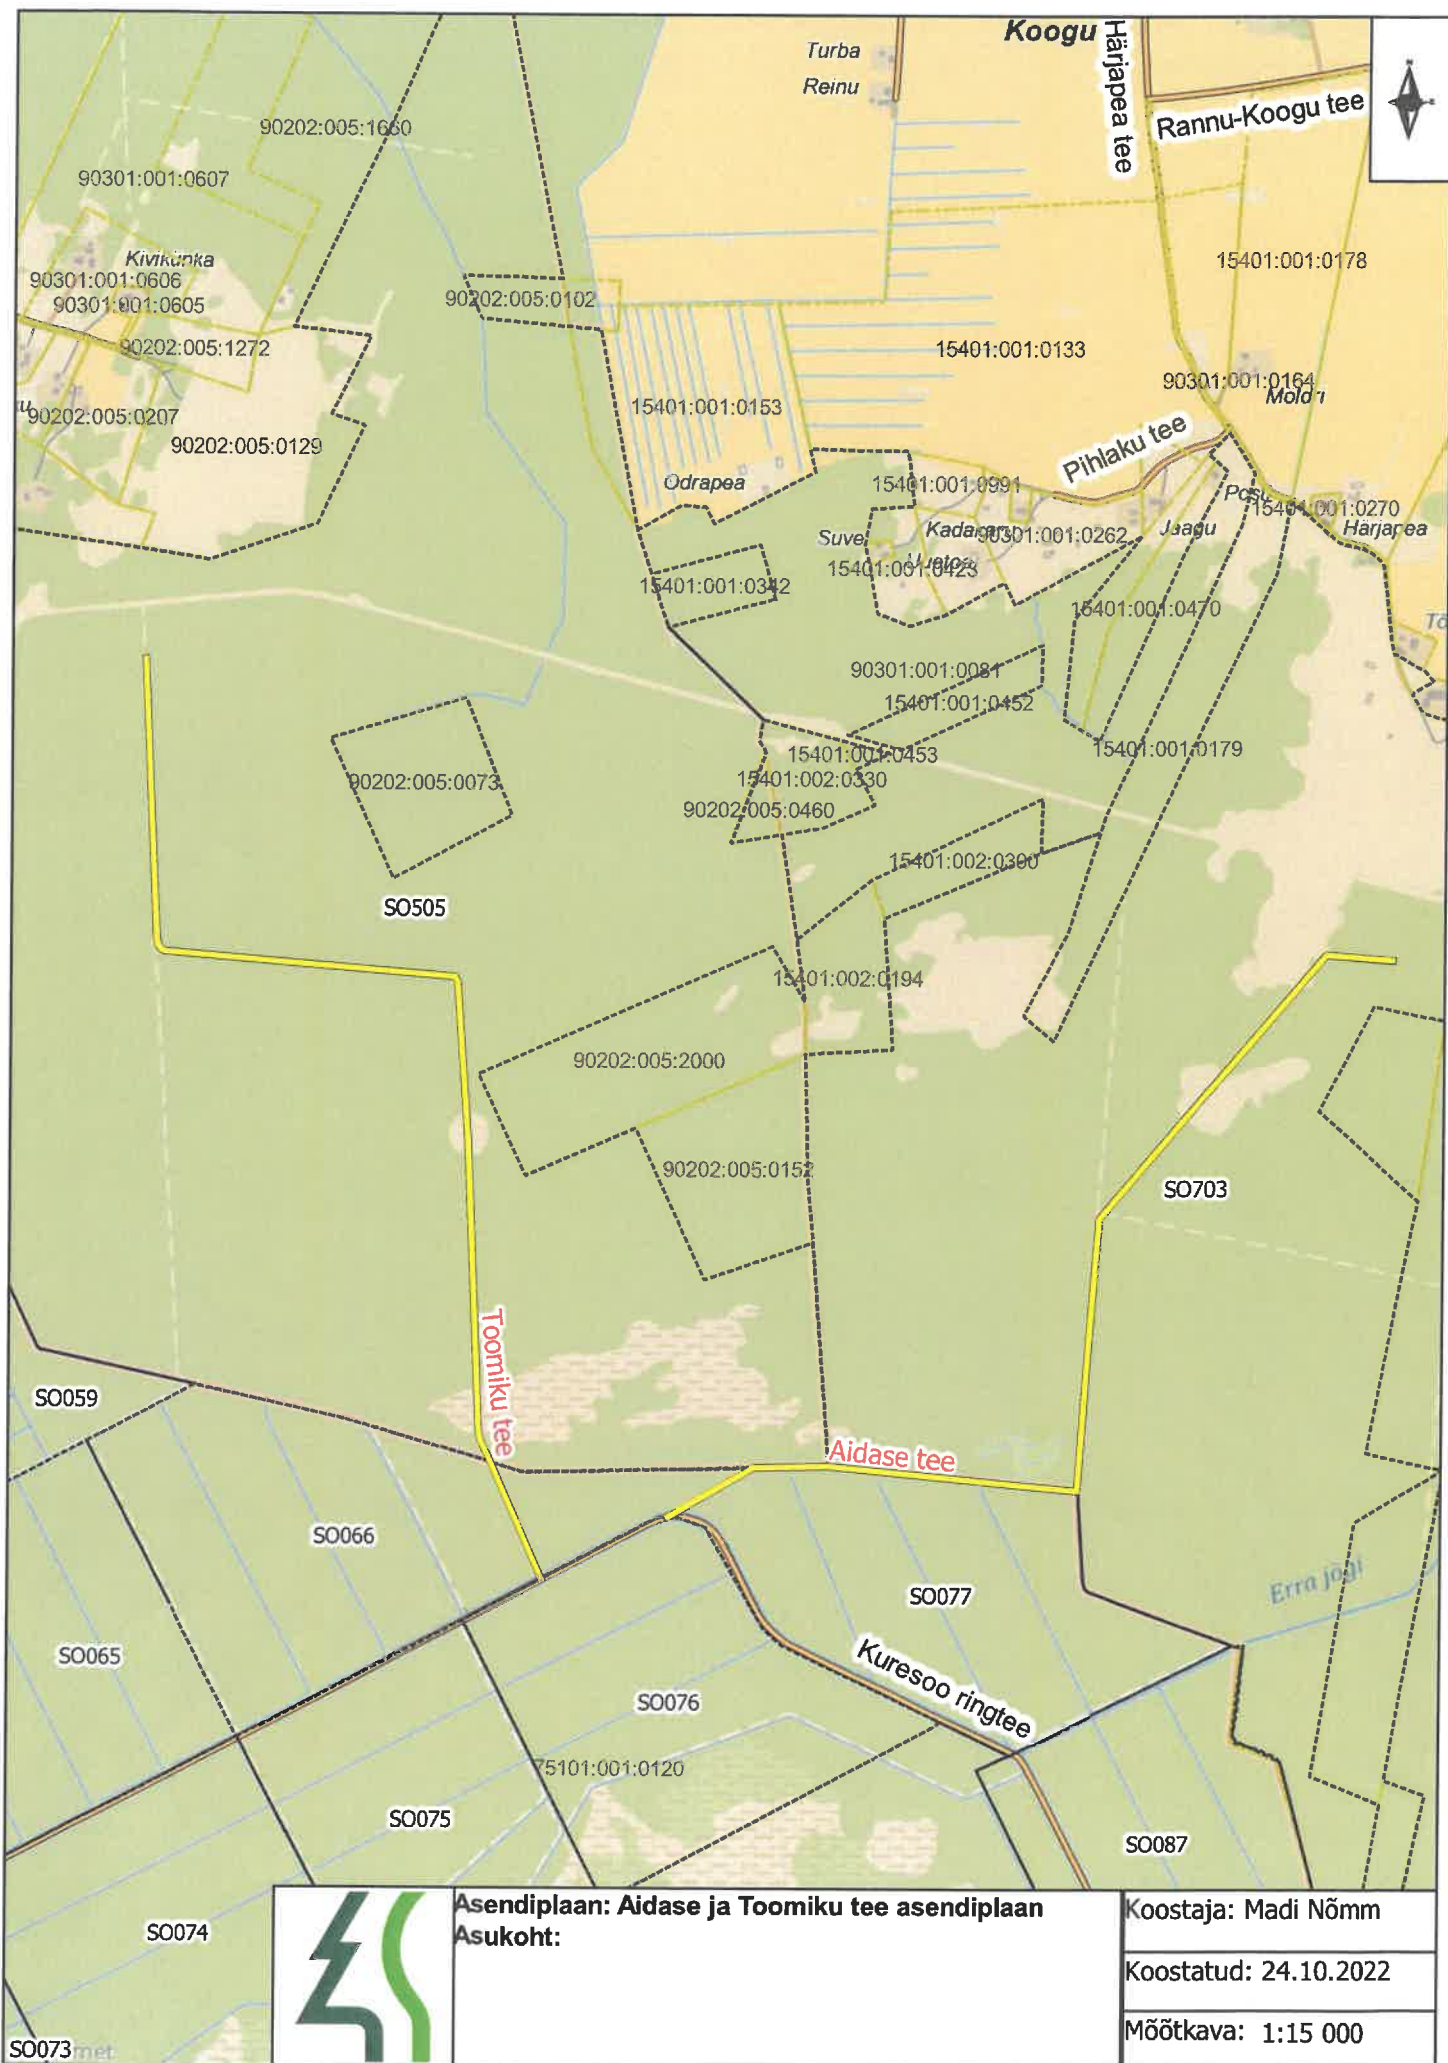 Koogu
Turba
Reinu
Härjapea tee
Rannu-Koogu tee
90202:005:1660
90301:001:0607
Kivikünka
90301:001:0606
90301:001:0605
90202:005:0102
15401:001:0178
90202:005:1272
15401:001:0133
90301:001:0164
90202:005:0207
15401:001:0153
90202:005:0129
Pihlaku tee
Odrapea
15401:001:0991
15401:001:0270
Suve
90301:001:0262
Jaagu
Härjapea
15401:001:0423
15401:001:0342
15401:001:0470
90301:001:0081
15401:001:0452
15401:001:0453
15401:001:0179
90202:005:0073
15401:002:0330
90202:005:0460
15401:002:0300
SO505
15401:002:0194
90202:005:2000
90202:005:0152
SO703
Toomiku tee
SO059
Aidase tee
SO066
SO077
Erra jõgi
SO065
Kuresoo ringtee
SO076
75101:001:0120
SO075
SO087
SO074
SO073
Asendiplaan: Aidase ja Toomiku tee asendiplaan
Asukoht:
Koostaja: Madi Nõmm
Koostatud: 24.10.2022
Mõõtkava: 1:15 000